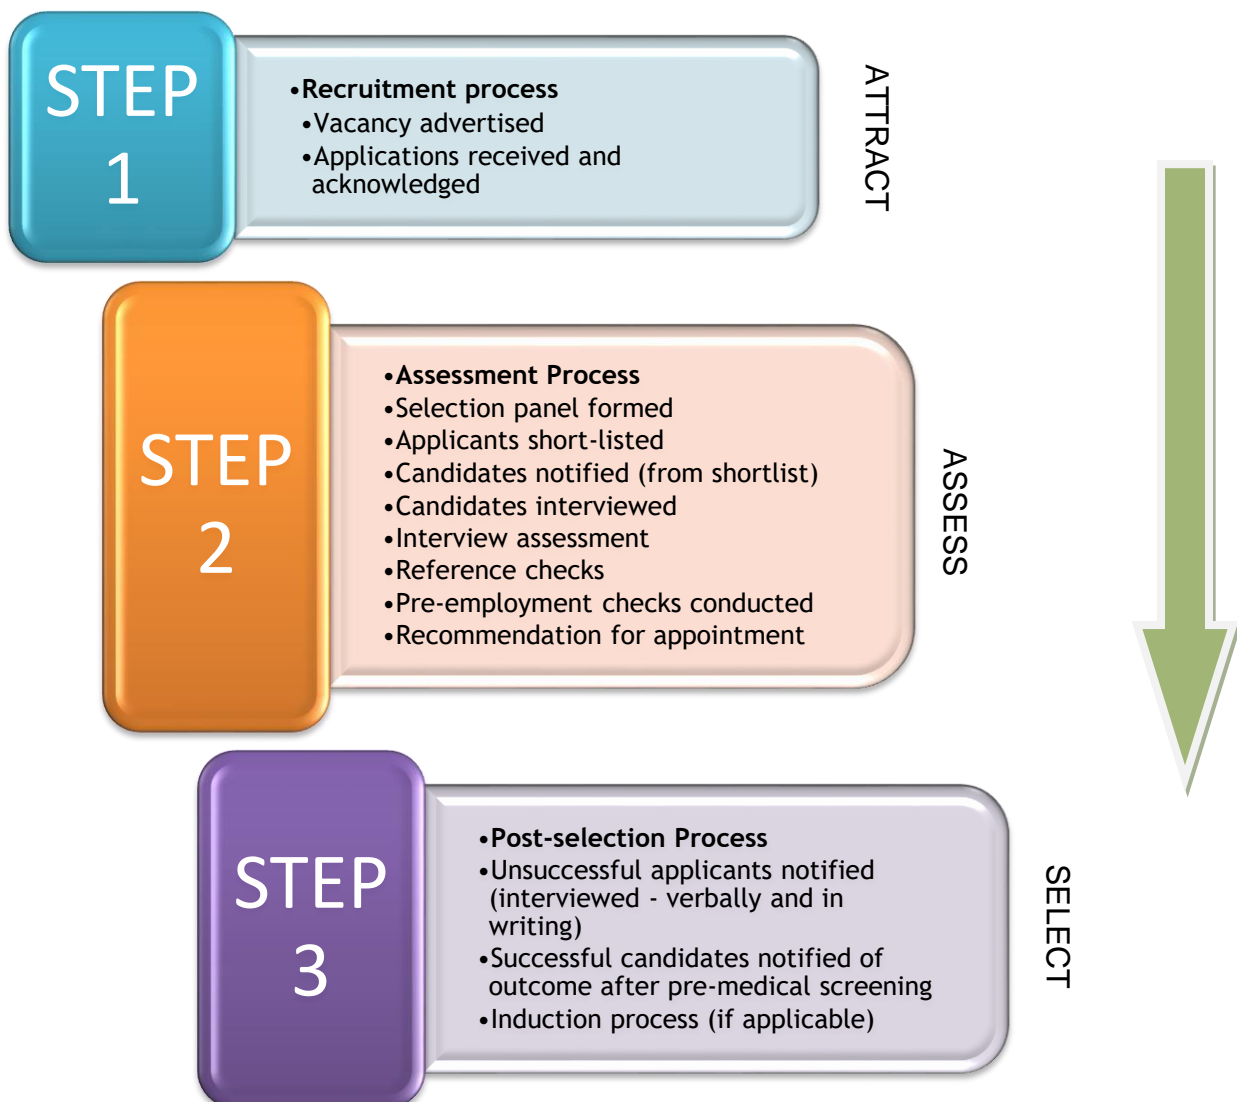 STEP
1
•Recruitment process
•Vacancy advertised
•Applications received and
acknowledged
ATTRACT
STEP
2
•Assessment Process
•Selection panel formed
•Applicants short-listed
•Candidates notified (from shortlist)
•Candidates interviewed
•Interview assessment
•Reference checks
•Pre-employment checks conducted
•Recommendation for appointment
ASSESS
STEP
3
•Post-selection Process
•Unsuccessful applicants notified
(interviewed - verbally and in
writing)
•Successful candidates notified of
outcome after pre-medical screening
•Induction process (if applicable)
SELECT